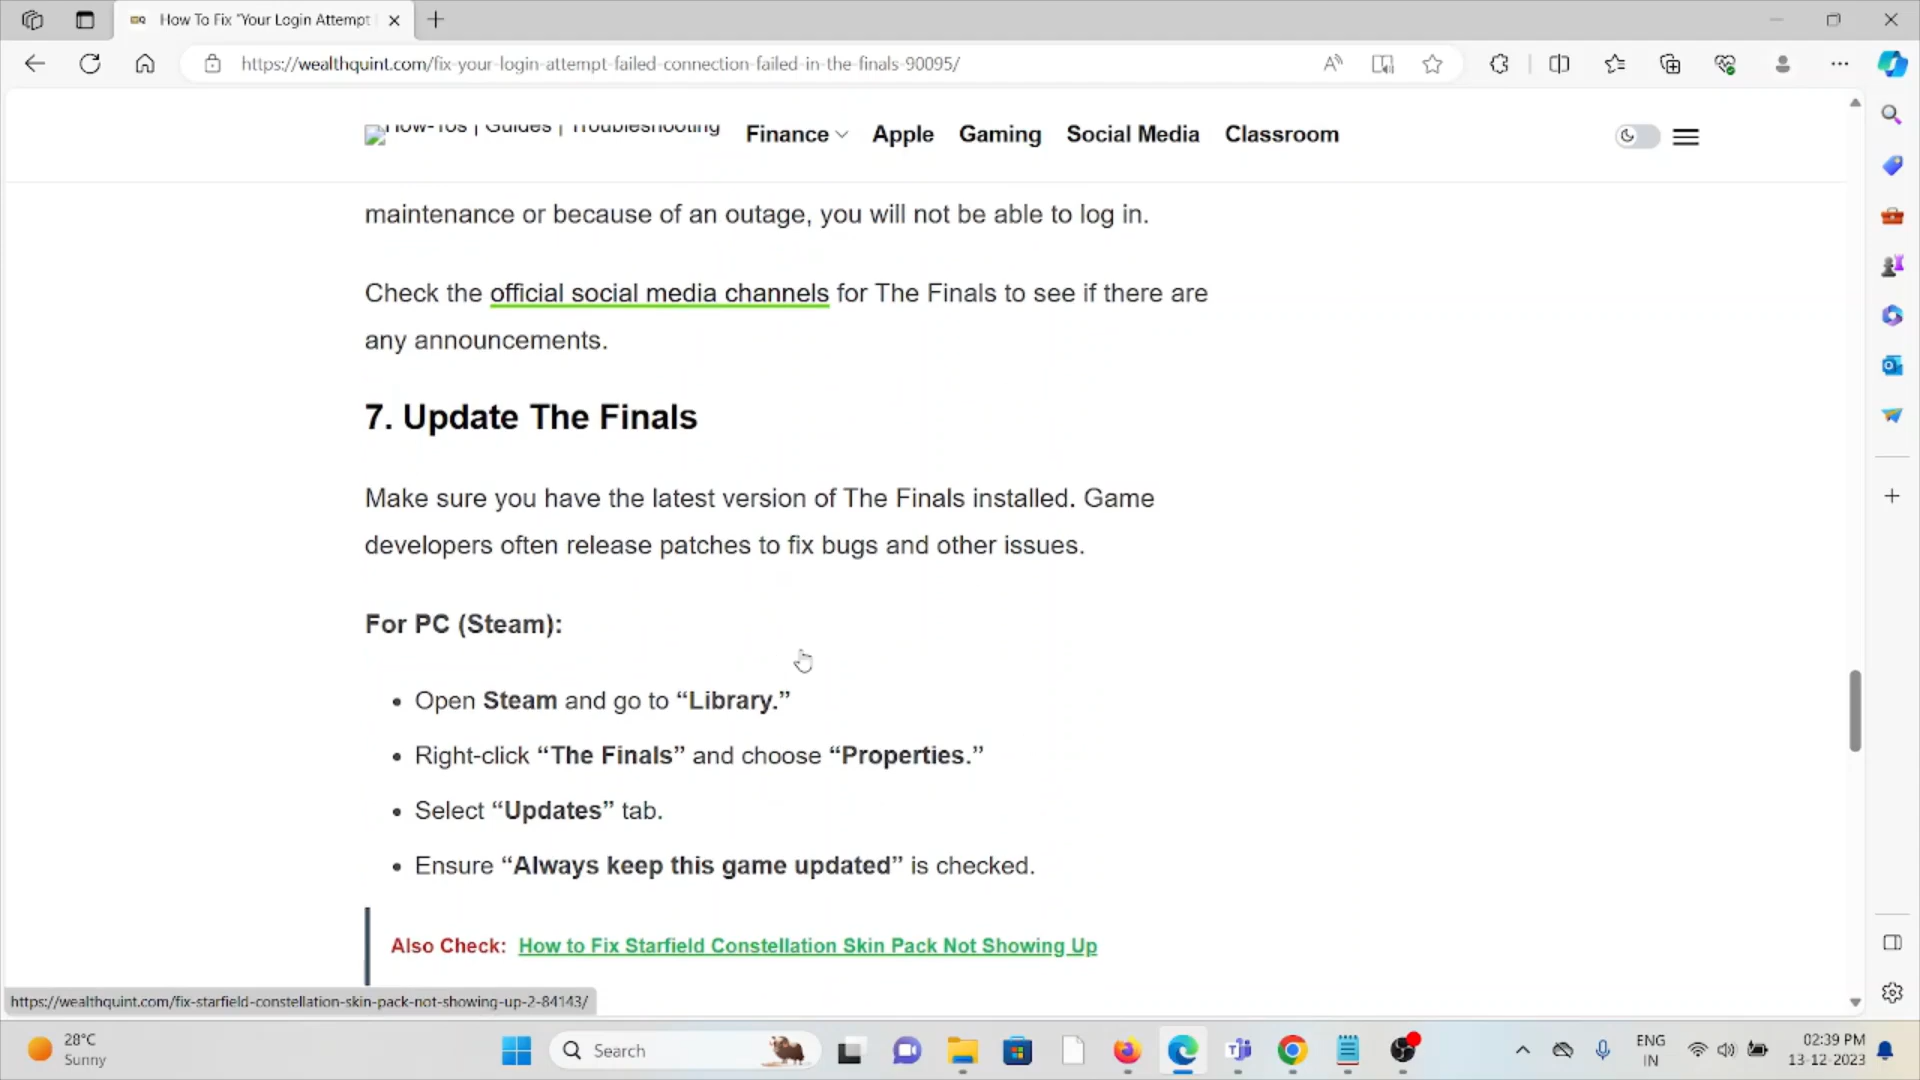 How To Fix "Your Login Attempt
https://wealthquint.com/fix-your-login-attempt-failed-connection-failed-in-the-finals-90095/
How-Tos | Guides | Troubleshooting
Finance Apple Gaming Social Media Classroom
maintenance or because of an outage, you will not be able to log in.
Check the official social media channels for The Finals to see if there are
any announcements.
7. Update The Finals
Make sure you have the latest version of The Finals installed. Game
developers often release patches to fix bugs and other issues.
For PC (Steam):
• Open Steam and go to “Library.”
• Right-click “The Finals” and choose “Properties.”
• Select “Updates” tab.
• Ensure “Always keep this game updated” is checked.
Also Check: How to Fix Starfield Constellation Skin Pack Not Showing Up
https://wealthquint.com/fix-starfield-constellation-skin-pack-not-showing-up-2-84143/
28°C
Sunny
Search
ENG
IN
02:39 PM
13-12-2023